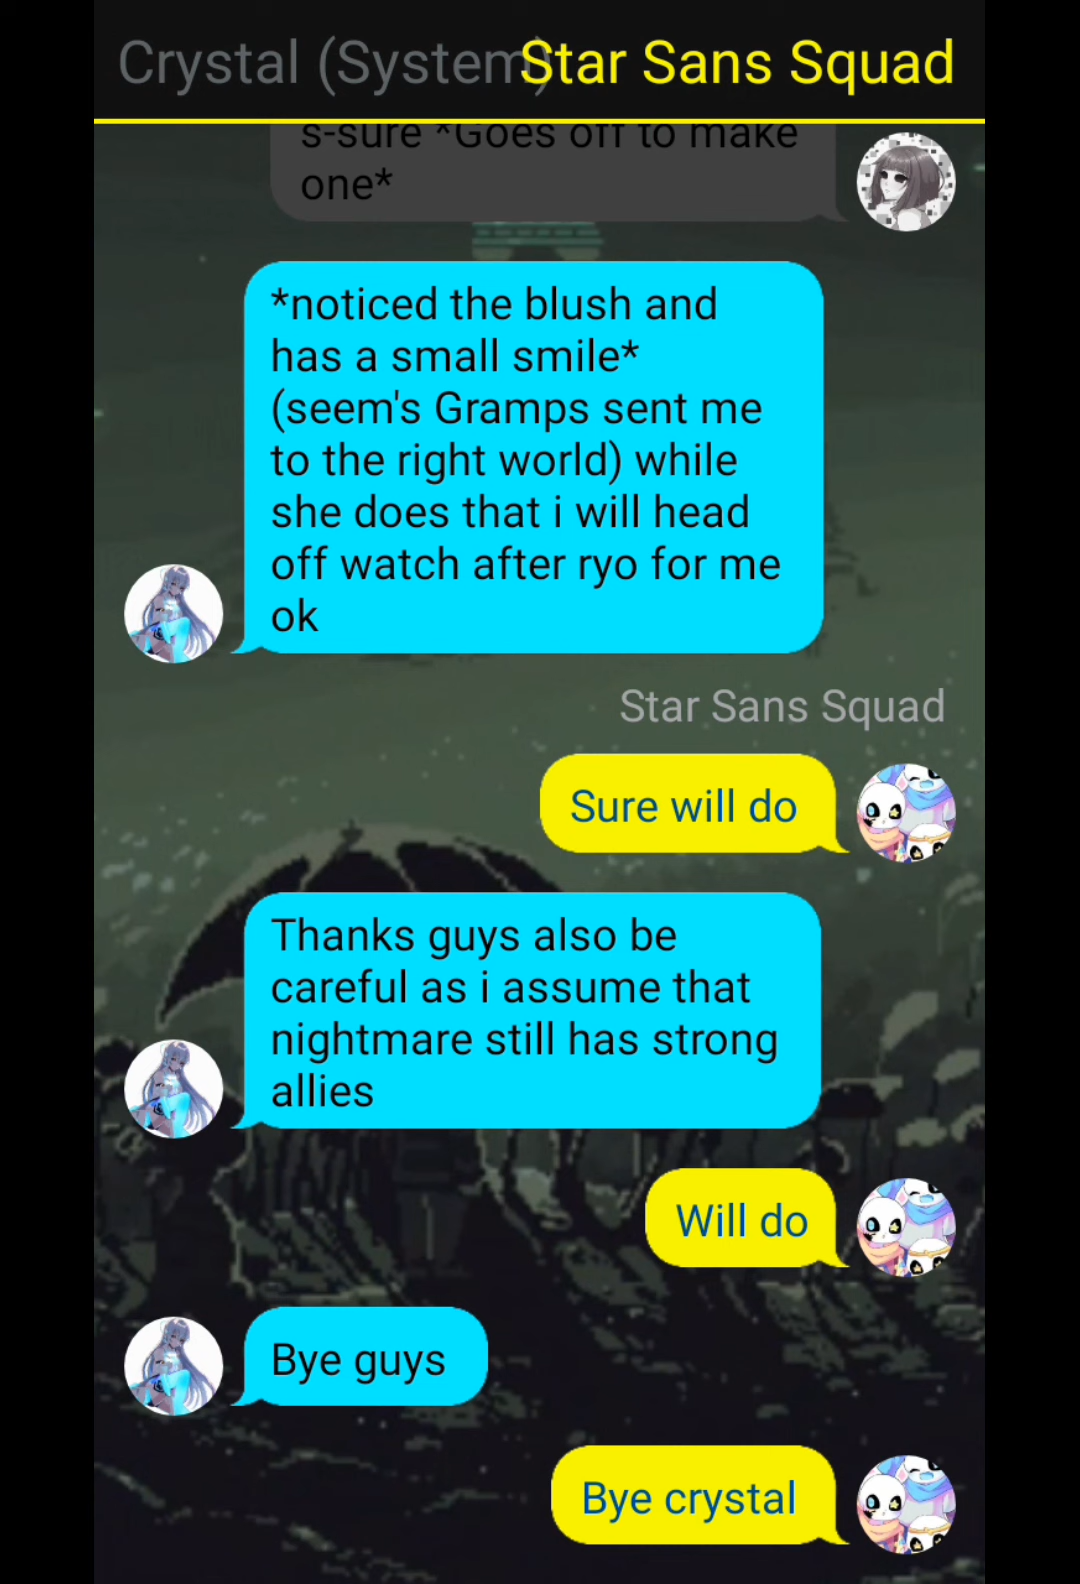 Crystal (System)
Star Sans Squad
s-sure *Goes off to make
one*
*noticed the blush and
has a small smile*
(seem's Gramps sent me
to the right world) while
she does that i will head
off watch after ryo for me
ok
Star Sans Squad
Sure will do
Thanks guys also be
careful as i assume that
nightmare still has strong
allies
Will do
Bye guys
Bye crystal